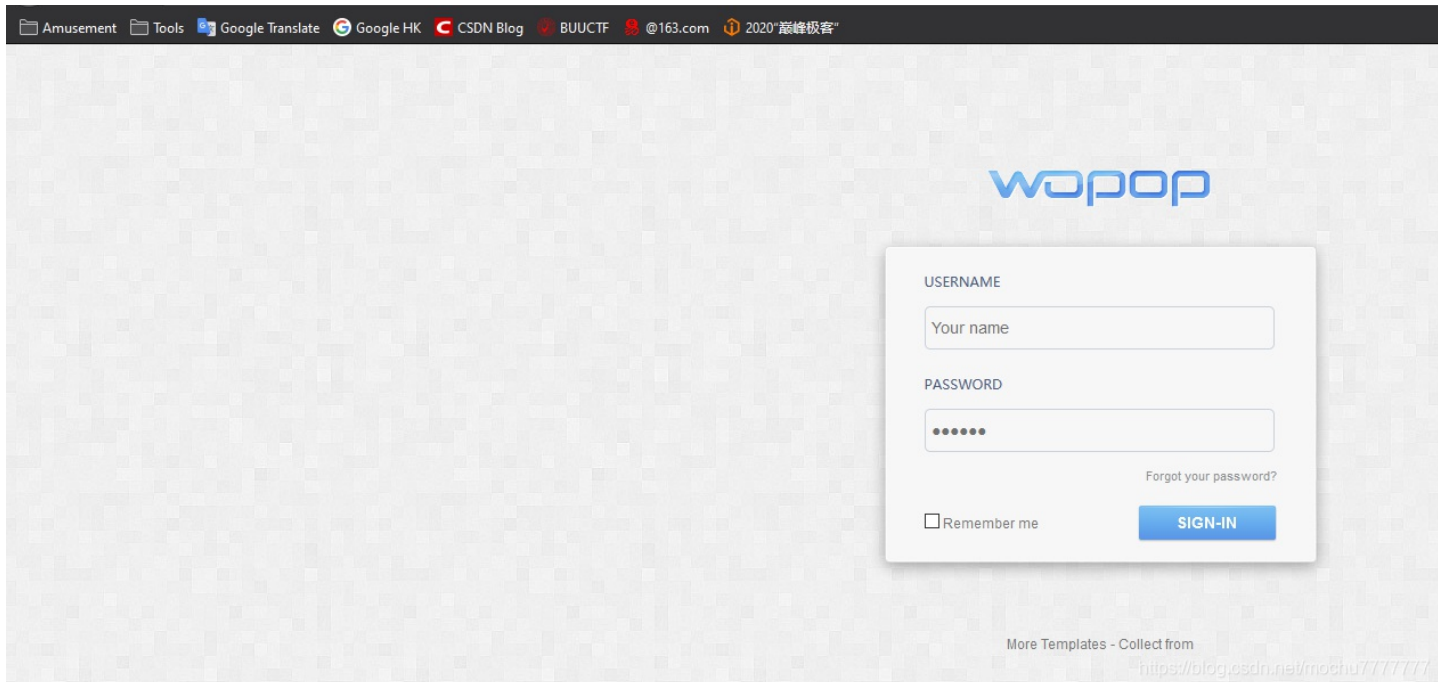 Amusement Tools Google Translate Google HK CSDN Blog BUUCTF @163.com 2020"巅峰极客"
wopop
USERNAME
Your name
PASSWORD
••••••
Forgot your password?
Remember me SIGN-IN
More Templates - Collect from
https://blog.csdn.net/mochu7777777